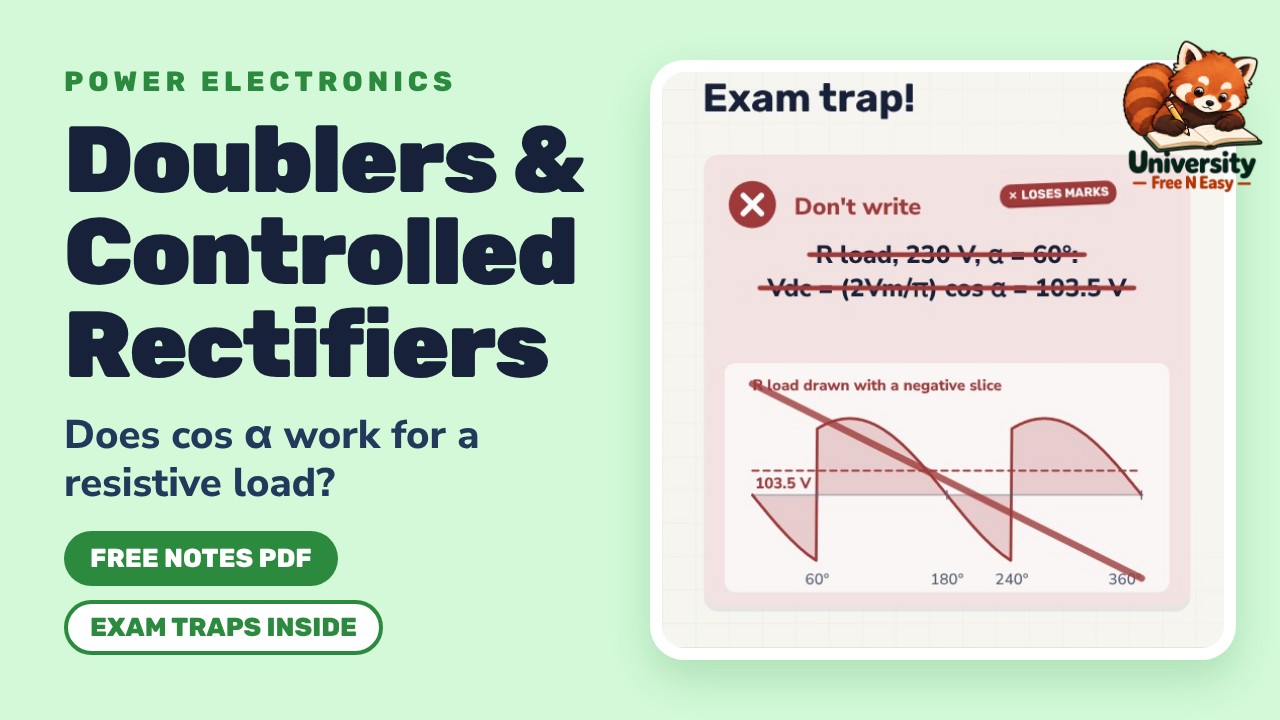 POWER ELECTRONICS
Doublers &
Controlled
Rectifiers
Does cos α work for a
resistive load?
FREE NOTES PDF
EXAM TRAPS INSIDE
Exam trap!
Don't write
× LOSES MARKS
R load, 230 V, α = 60°:
Vdc = (2Vm/π) cos α = 103.5 V
R load drawn with a negative slice
103.5 V
60° 180° 240° 360°
University
Free N Easy